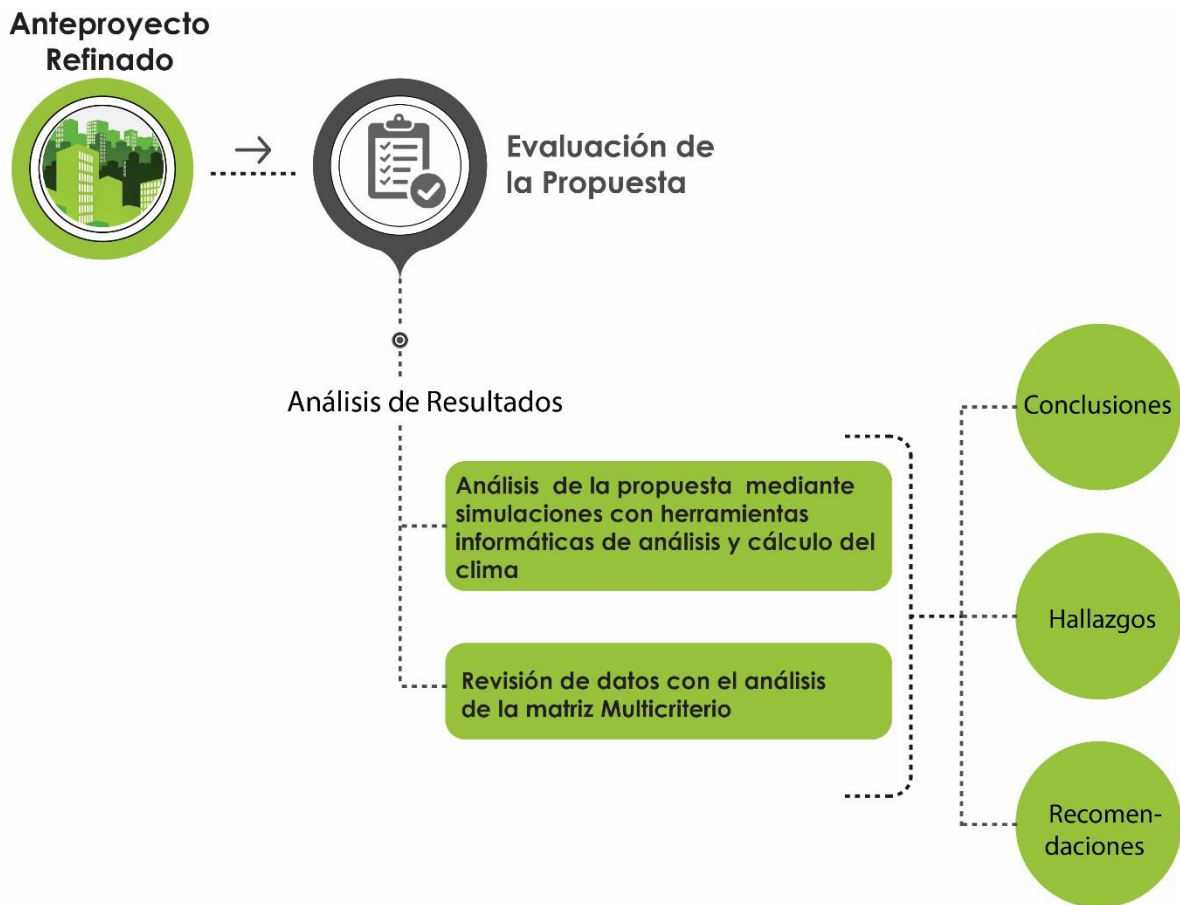 Anteproyecto
Refinado
Evaluación de
la Propuesta
Análisis de Resultados
Análisis de la propuesta mediante
simulaciones con herramientas
informáticas de análisis y cálculo del
clima
Revisión de datos con el análisis
de la matriz Multicriterio
Conclusiones
Hallazgos
Recomen-
daciones